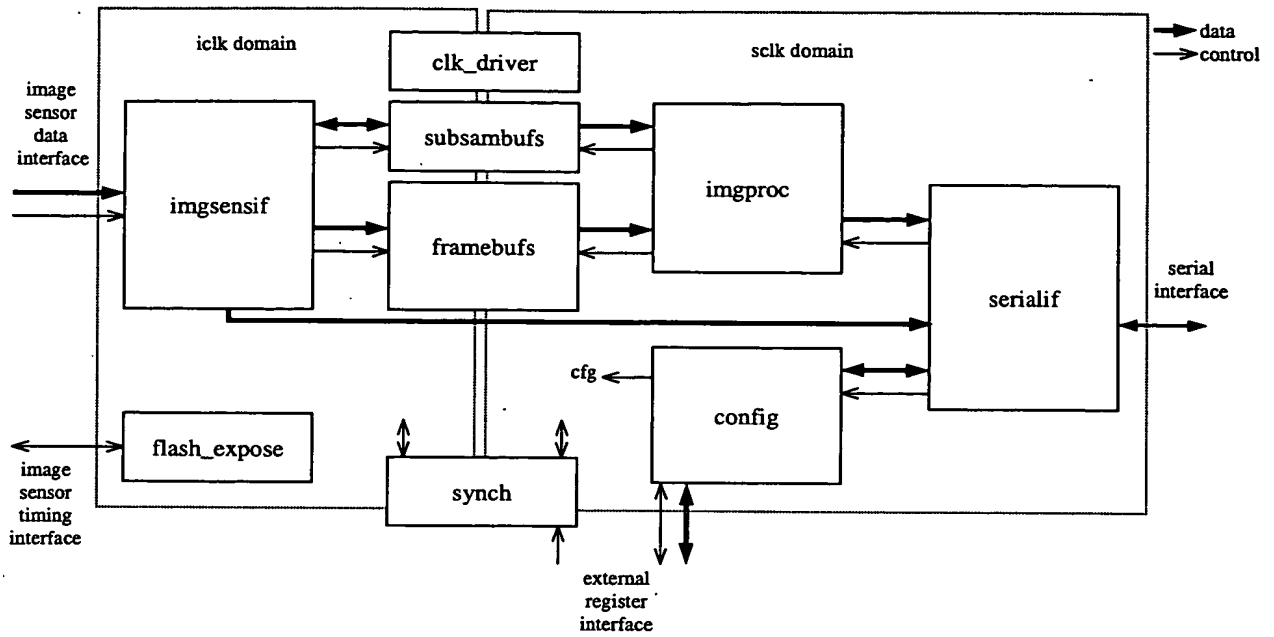 iclk domain
sclk domain
data
control
clk_driver
image
sensor
data
interface
subsambufs
imgsensif
imgproc
framebufs
serialif
serial
interface
cfg
config
flash_expose
image
sensor
timing
interface
synch
external
register
interface